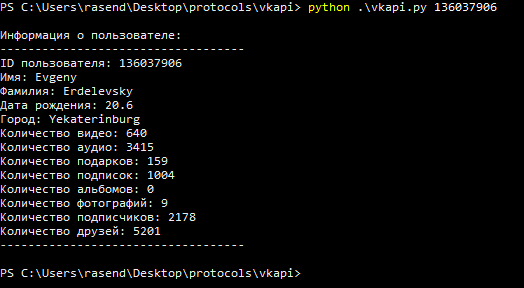 PS C:\Users\rasend\Desktop\protocols\vkapi> python .\vkapi.py 136037906
Информация о пользователе:
-----------------------------------
ID пользователя: 136037906
Имя: Evgeny
Фамилия: Erdelevsky
Дата рождения: 20.6
Город: Yekaterinburg
Количество видео: 640
Количество аудио: 3415
Количество подарков: 159
Количество подписок: 1004
Количество альбомов: 0
Количество фотографий: 9
Количество подписчиков: 2178
Количество друзей: 5201
-----------------------------------
PS C:\Users\rasend\Desktop\protocols\vkapi>